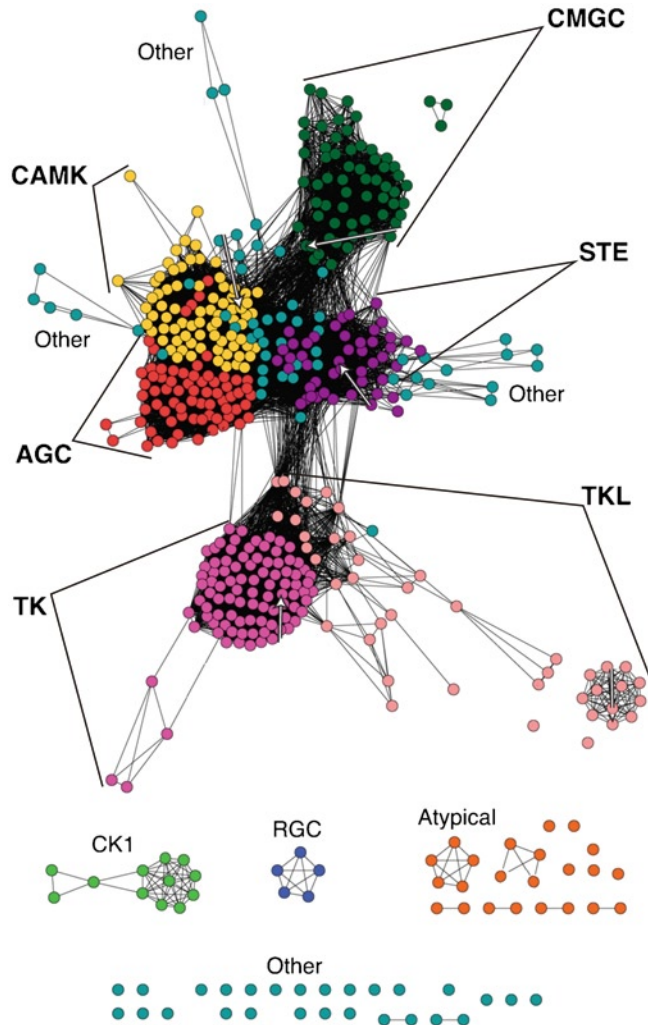 CMGC
Other
CAMK
STE
Other
Other
AGC
TKL
TK
CK1
RGC
Atypical
Other